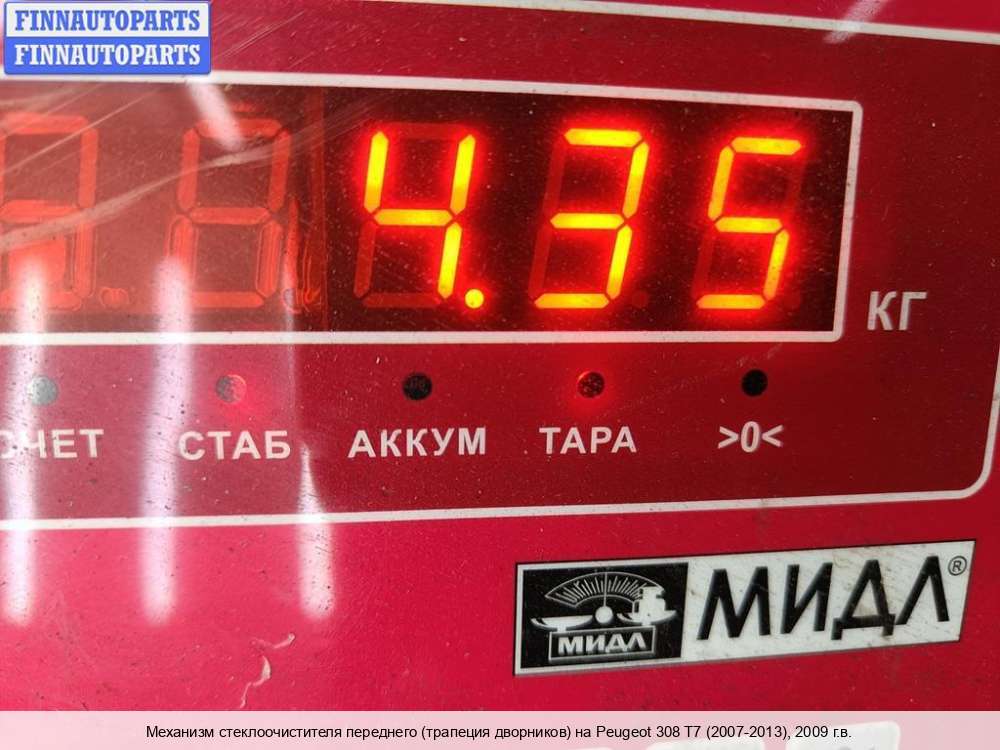 FINNAUTOPARTS
FINNAUTOPARTS
4.35
КГ
СЧЕТ СТАБ АККУМ ТАРА >0<
МИДЛ МИДЛ®
Механизм стеклоочистителя переднего (трапеция дворников) на Peugeot 308 T7 (2007-2013), 2009 г.в.